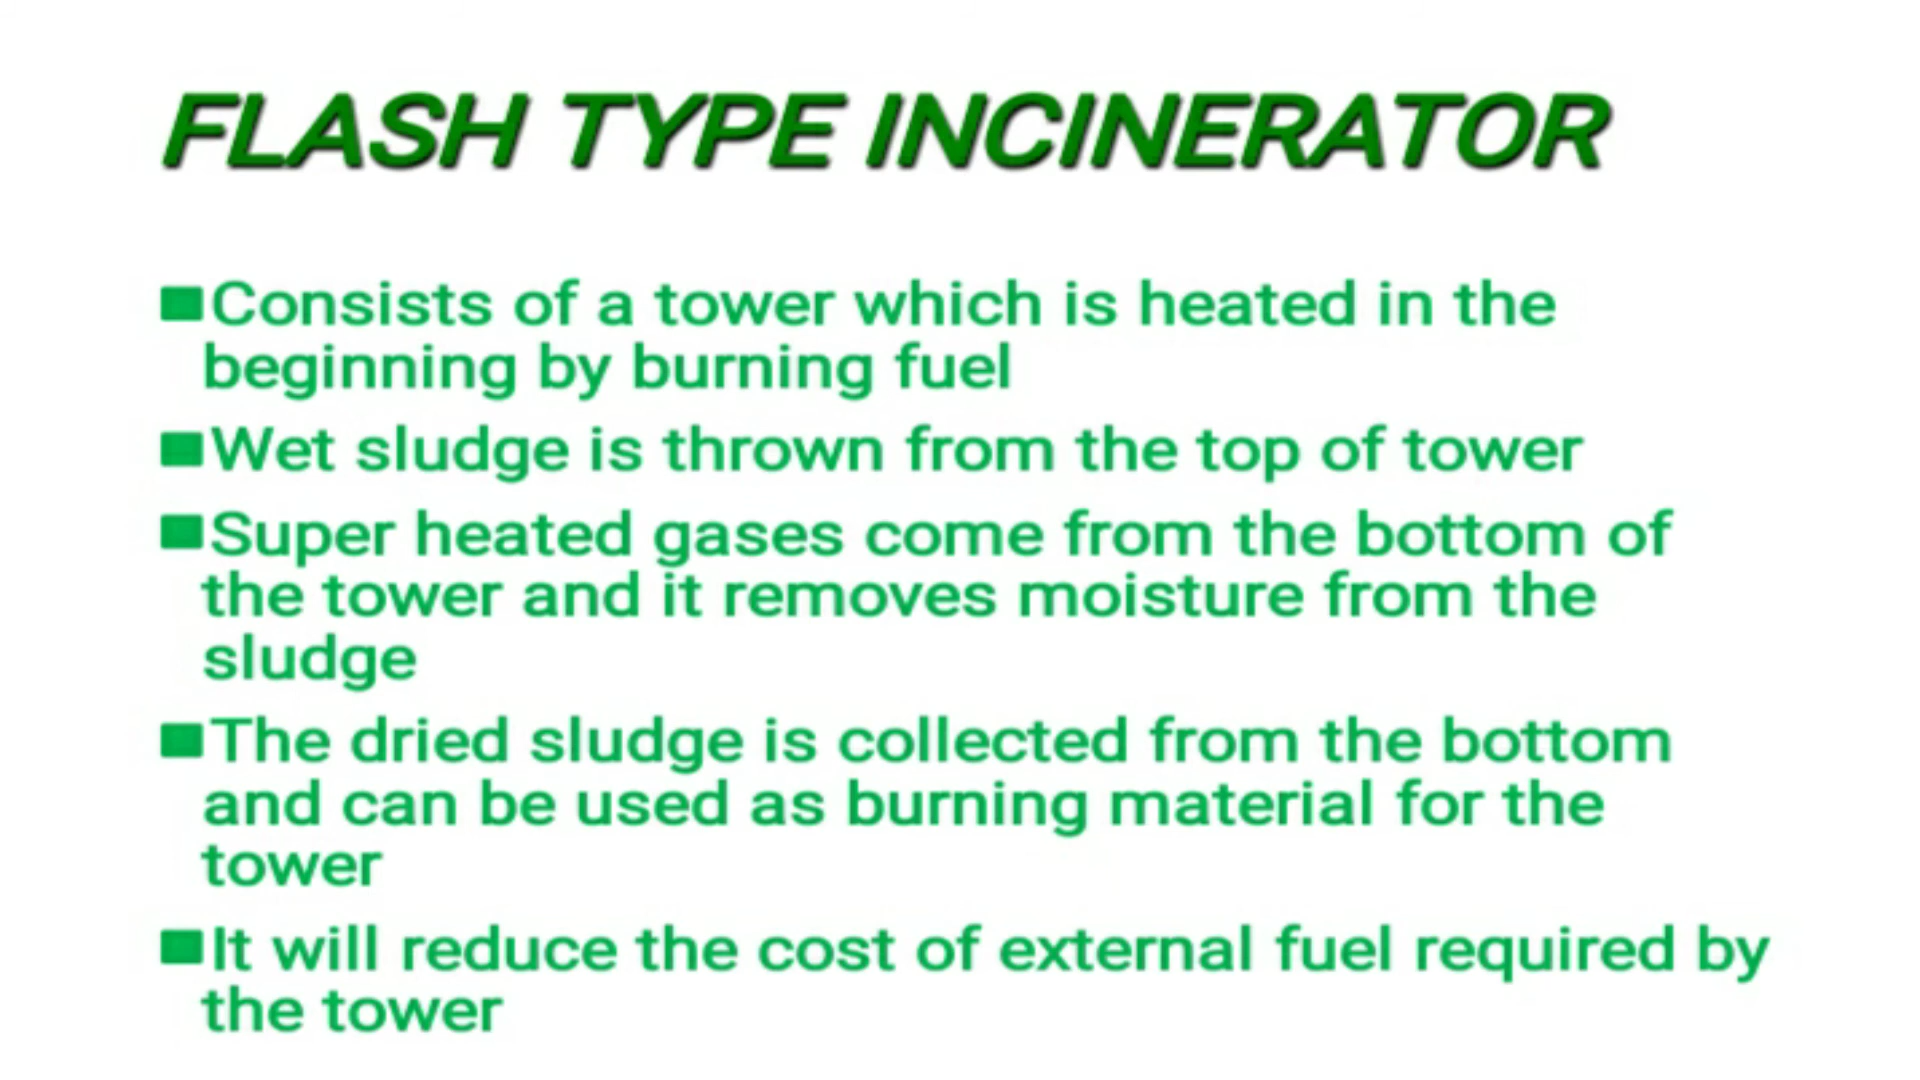 FLASH TYPE INCINERATOR
Consists of a tower which is heated in the
beginning by burning fuel
Wet sludge is thrown from the top of tower
Super heated gases come from the bottom of
the tower and it removes moisture from the
sludge
The dried sludge is collected from the bottom
and can be used as burning material for the
tower
It will reduce the cost of external fuel required by
the tower